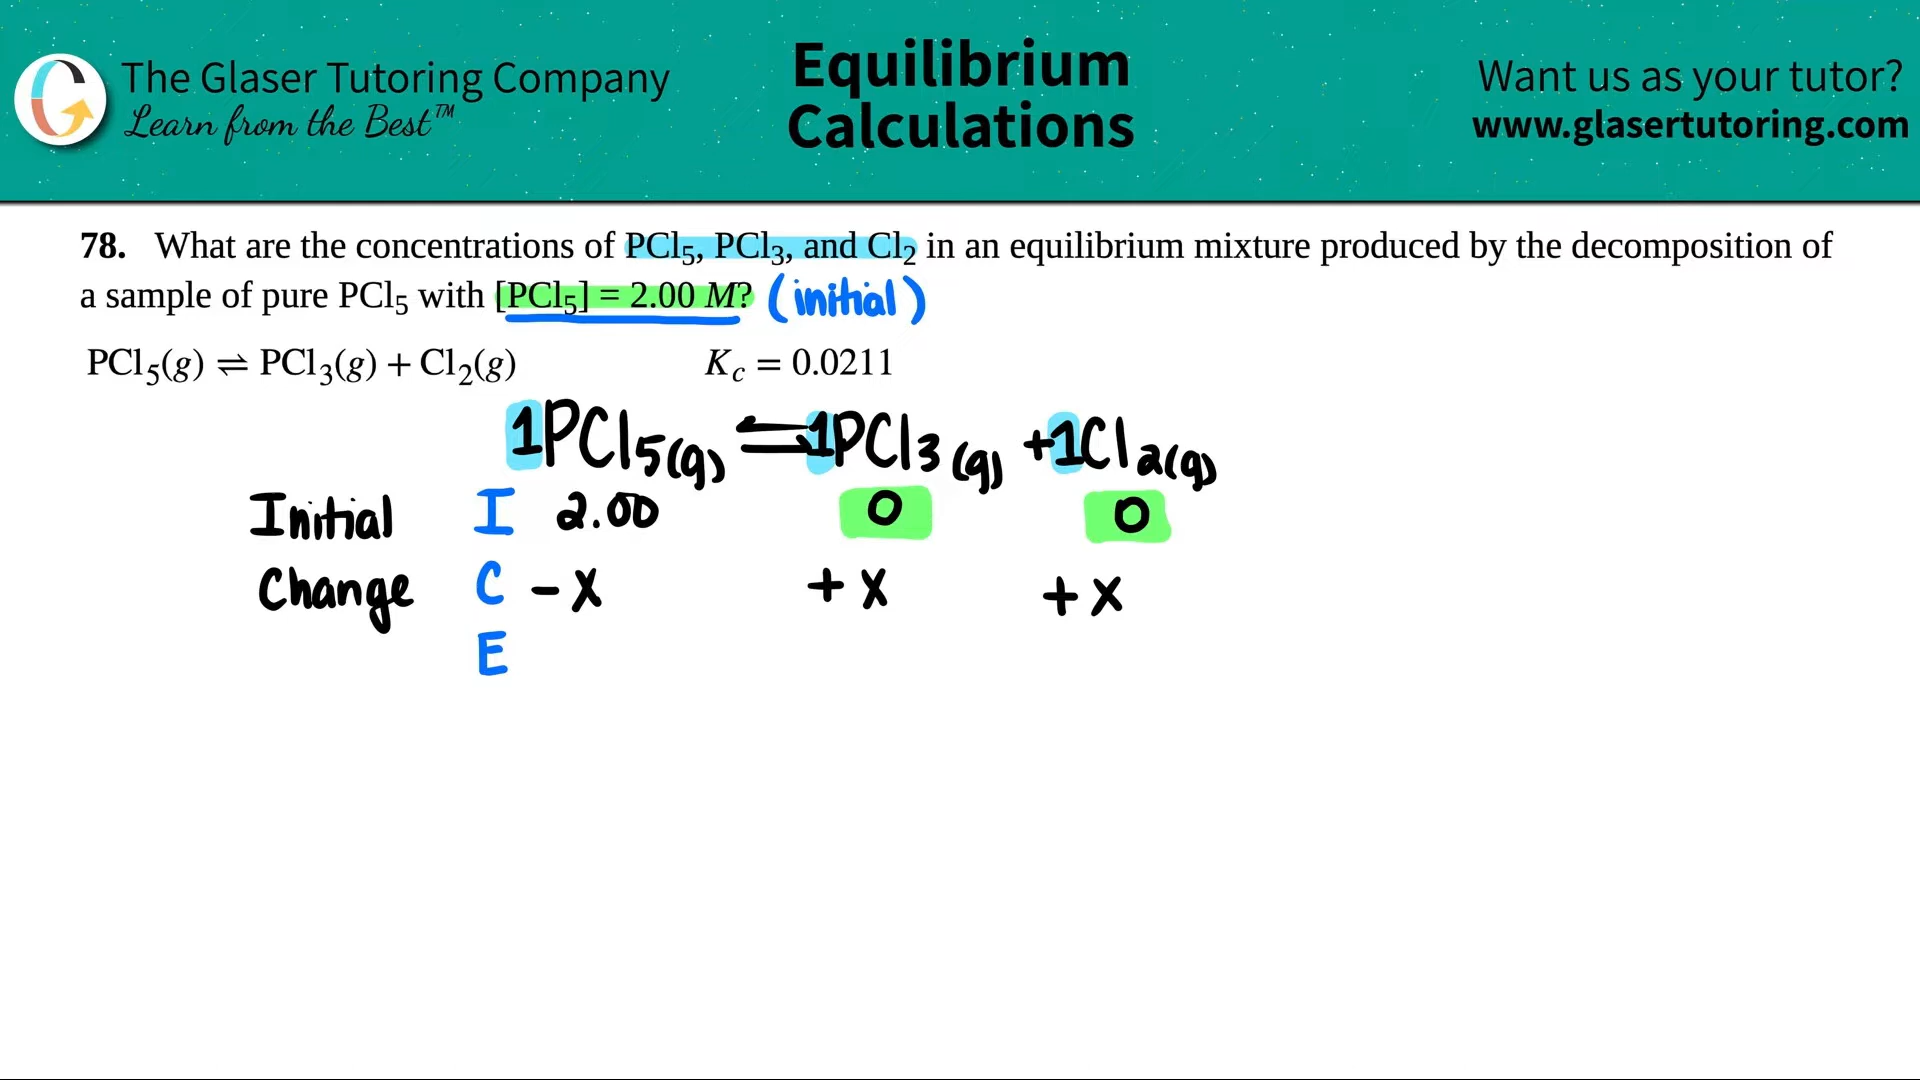 The Glaser Tutoring Company
Learn from the Best™
Equilibrium
Calculations
Want us as your tutor?
www.glasertutoring.com
78. What are the concentrations of PCl₅, PCl₃, and Cl₂ in an equilibrium mixture produced by the decomposition of
a sample of pure PCl₅ with [PCl₅] = 2.00 M? (initial)
PCl₅(g) ⇌ PCl₃(g) + Cl₂(g) K_c = 0.0211
1PCl₅(g) ⇌ 1PCl₃(g) + 1Cl₂(g)
Initial I 2.00 0 0
Change C - x + x + x
E